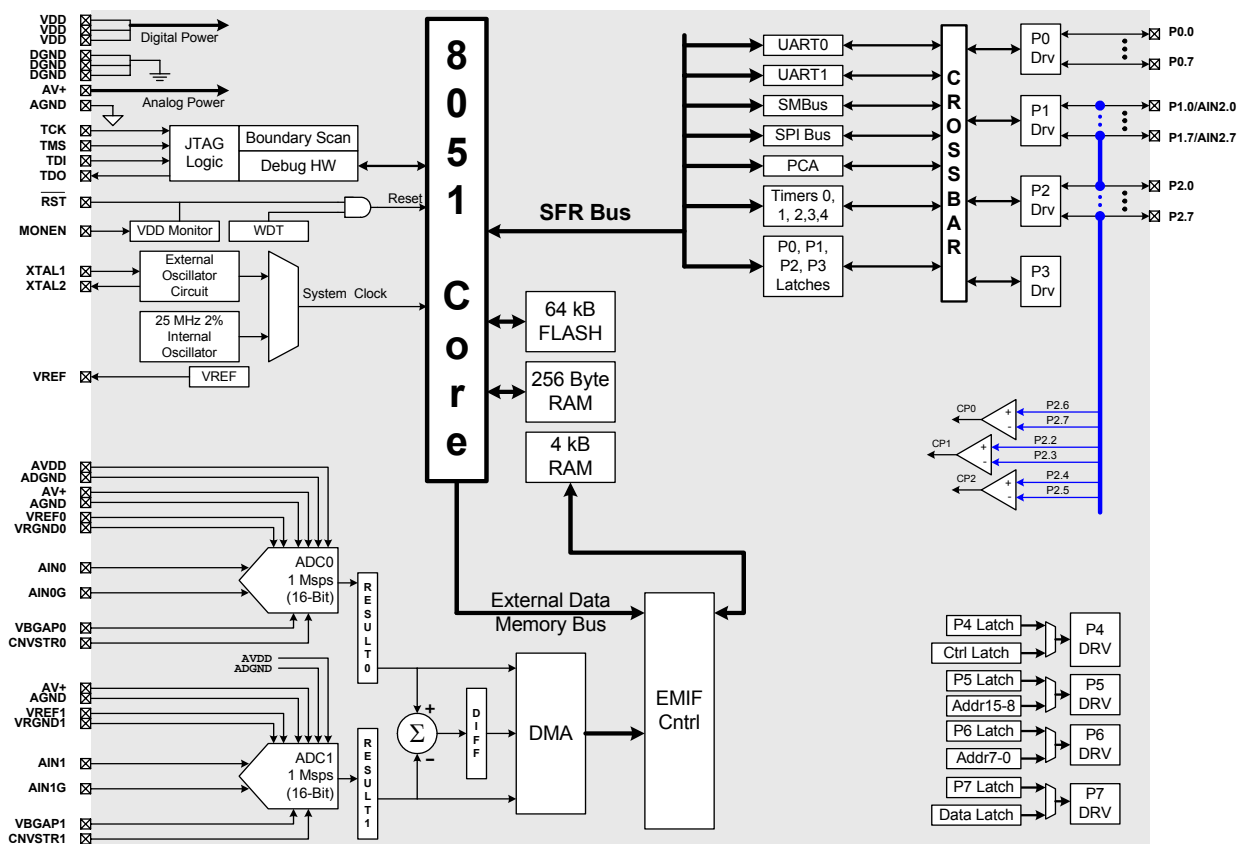 VDD
VDD
VDD
Digital Power
DGND
DGND
DGND
AV+
Analog Power
AGND
TCK
TMS
TDI
TDO
JTAG
Logic
Boundary Scan
Debug HW
RST
Reset
MONEN
VDD Monitor
WDT
XTAL1
XTAL2
External
Oscillator
Circuit
System Clock
25 MHz 2%
Internal
Oscillator
VREF
VREF
8051 Core
SFR Bus
64 kB
FLASH
256 Byte
RAM
4 kB
RAM
UART0
UART1
SMBus
SPI Bus
PCA
Timers 0,
1, 2,3,4
P0, P1,
P2, P3
Latches
CROSSBAR
P0
Drv
P1
Drv
P2
Drv
P3
Drv
P0.0
P0.7
P1.0/AIN2.0
P1.7/AIN2.7
P2.0
P2.7
CP0
+
-
P2.6
P2.7
CP1
+
-
P2.2
P2.3
CP2
+
-
P2.4
P2.5
AVDD
ADGND
AV+
AGND
VREF0
VRGND0
AIN0
AIN0G
VBGAP0
CNVSTR0
ADC0
1 Msps
(16-Bit)
RESULT0
External Data
Memory Bus
AVDD
ADGND
AV+
AGND
VREF1
VRGND1
AIN1
AIN1G
VBGAP1
CNVSTR1
ADC1
1 Msps
(16-Bit)
RESULT1
+
Σ
−
DIFF
DMA
EMIF
Cntrl
P4 Latch
Ctrl Latch
P4
DRV
P5 Latch
Addr15-8
P5
DRV
P6 Latch
Addr7-0
P6
DRV
P7 Latch
Data Latch
P7
DRV